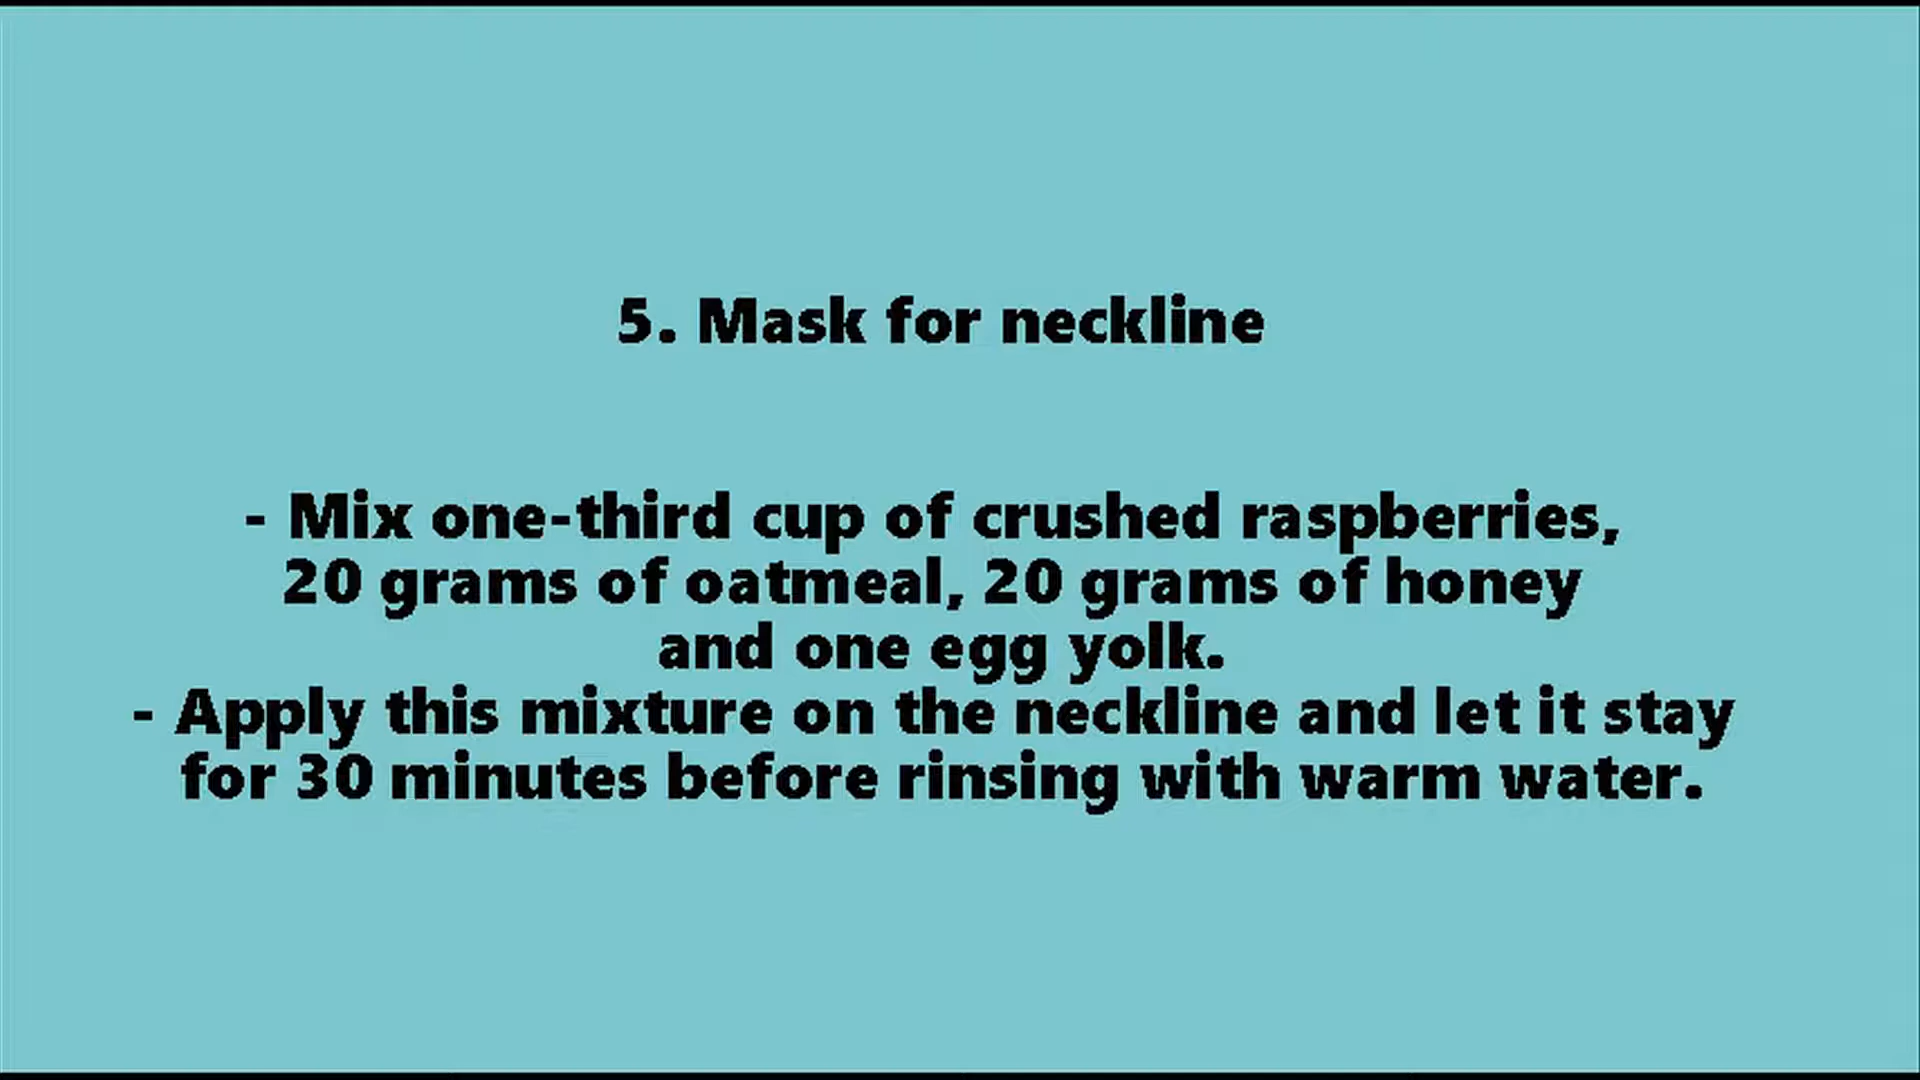 5. Mask for neckline
- Mix one-third cup of crushed raspberries,
20 grams of oatmeal, 20 grams of honey
and one egg yolk.
- Apply this mixture on the neckline and let it stay
for 30 minutes before rinsing with warm water.